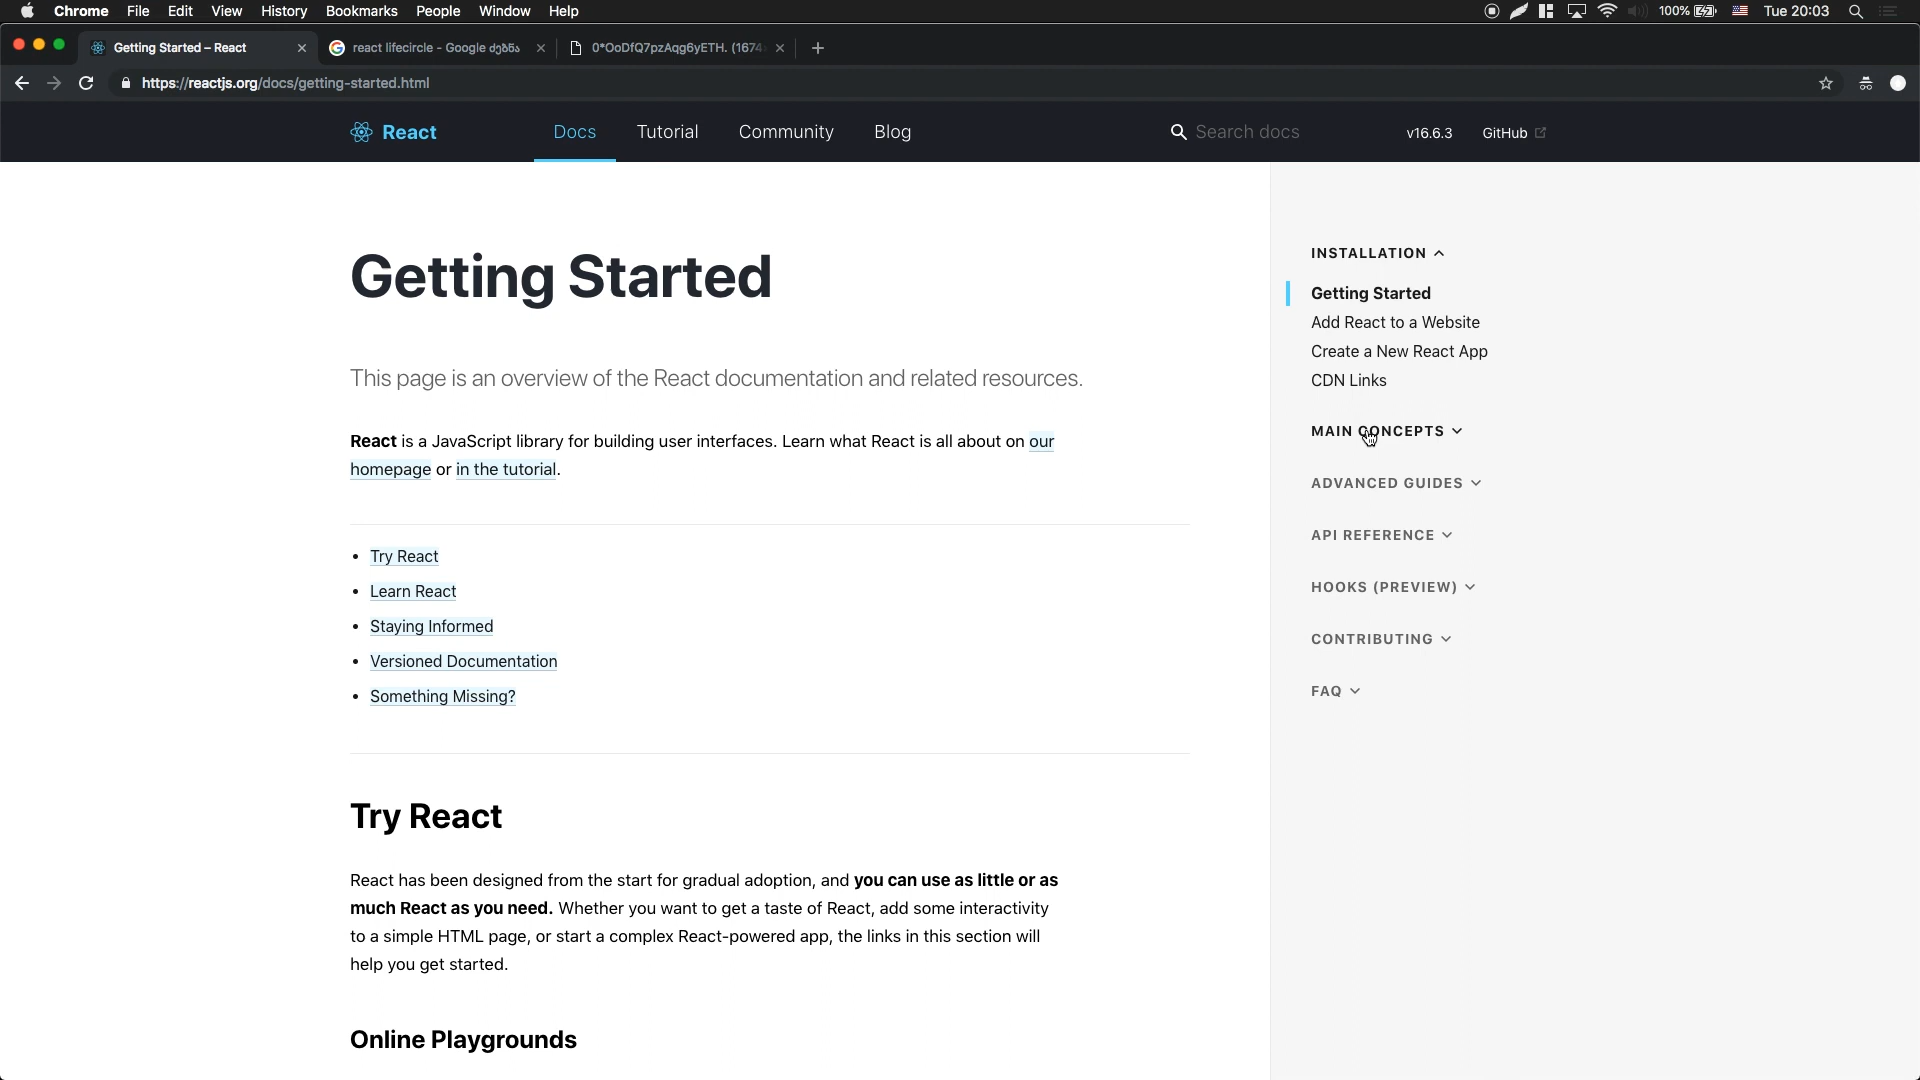 Chrome File Edit View History Bookmarks People Window Help 100% Tue 20:03
Getting Started – React
react lifecircle - Google ძებნა
0*OoDfQ7pzAqg6yETH. (1674
https://reactjs.org/docs/getting-started.html
React Docs Tutorial Community Blog Search docs v16.6.3 GitHub
Getting Started
This page is an overview of the React documentation and related resources.
React is a JavaScript library for building user interfaces. Learn what React is all about on our
homepage or in the tutorial.
• Try React
• Learn React
• Staying Informed
• Versioned Documentation
• Something Missing?
Try React
React has been designed from the start for gradual adoption, and you can use as little or as
much React as you need. Whether you want to get a taste of React, add some interactivity
to a simple HTML page, or start a complex React-powered app, the links in this section will
help you get started.
Online Playgrounds
INSTALLATION
Getting Started
Add React to a Website
Create a New React App
CDN Links
MAIN CONCEPTS
ADVANCED GUIDES
API REFERENCE
HOOKS (PREVIEW)
CONTRIBUTING
FAQ